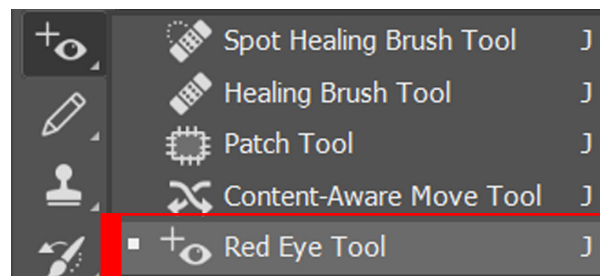 Spot Healing Brush Tool J
Healing Brush Tool J
Patch Tool J
Content-Aware Move Tool J
Red Eye Tool J